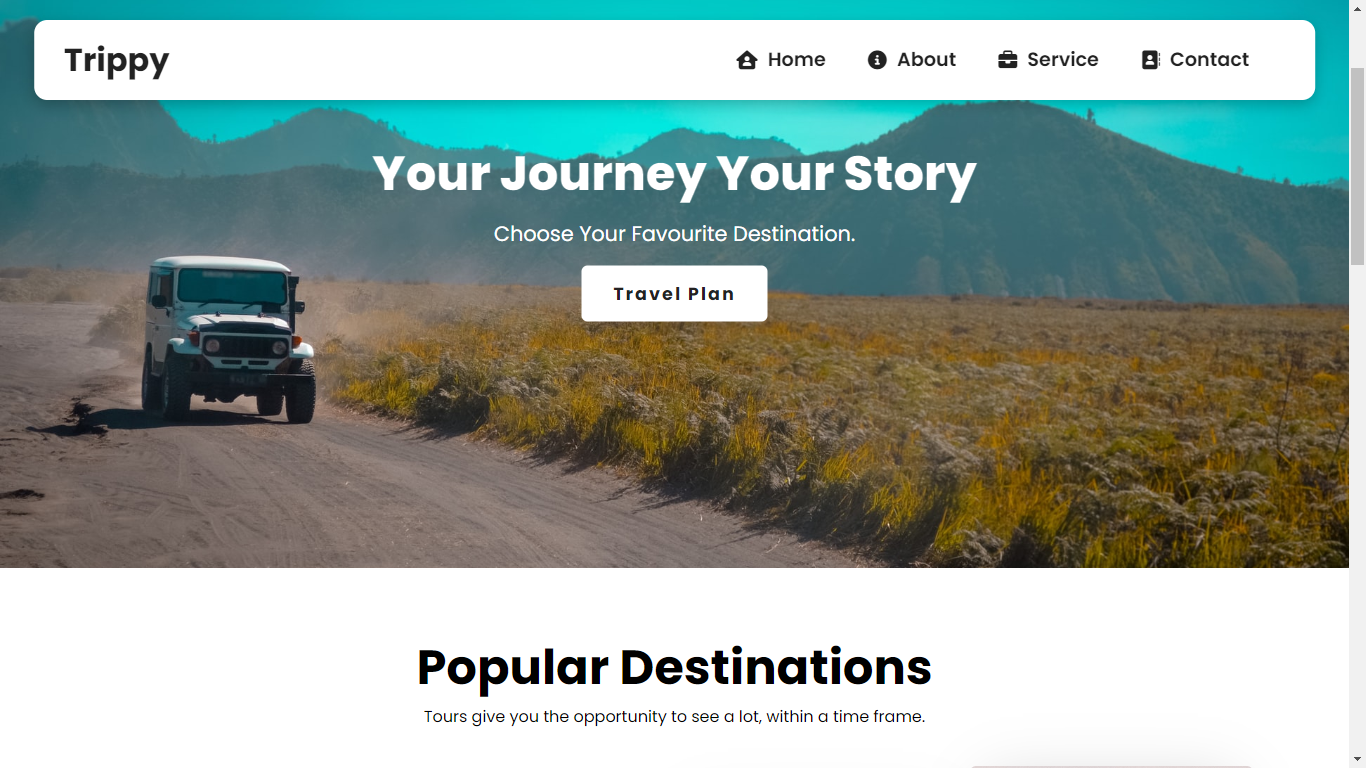 Trippy
Home About Service Contact
Your Journey Your Story
Choose Your Favourite Destination.
Travel Plan
Popular Destinations
Tours give you the opportunity to see a lot, within a time frame.